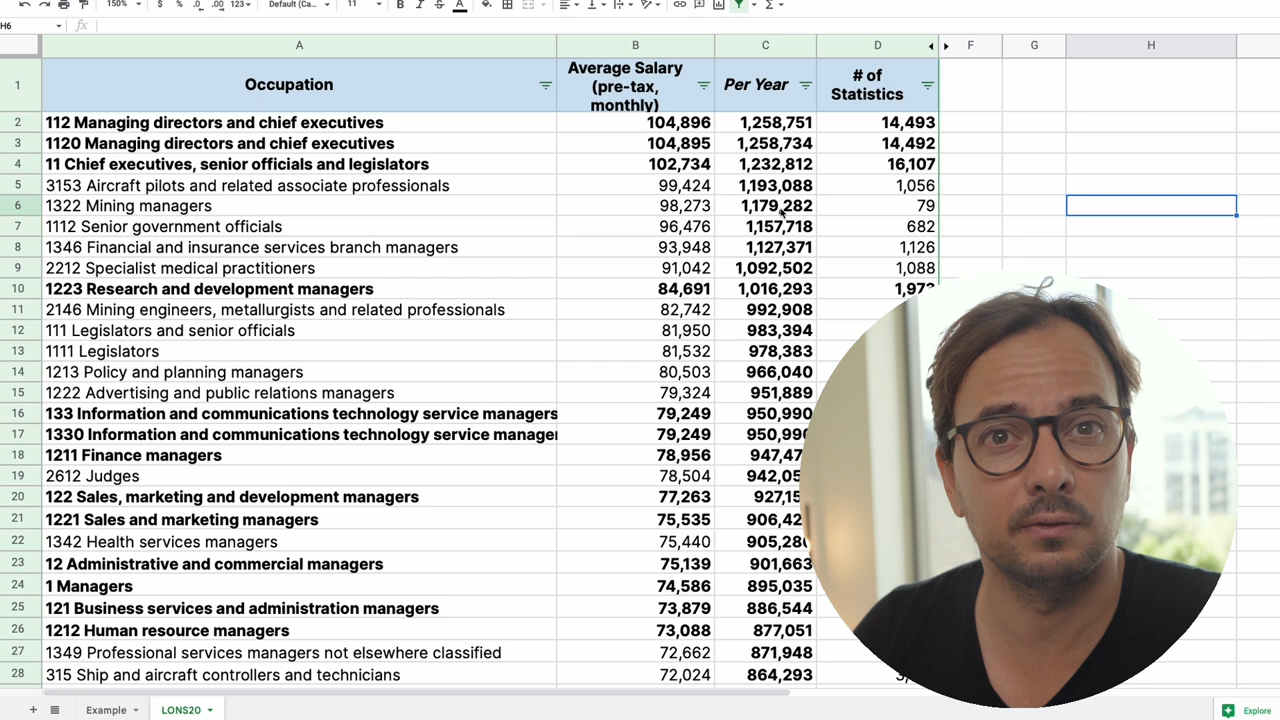 150% $ % .0 .00 123 Default (Ca... 11 B I S A Σ
H6 fx
A B C D F G H
1 Occupation Average Salary (pre-tax, monthly) Per Year # of Statistics
2 112 Managing directors and chief executives 104,896 1,258,751 14,493
3 1120 Managing directors and chief executives 104,895 1,258,734 14,492
4 11 Chief executives, senior officials and legislators 102,734 1,232,812 16,107
5 3153 Aircraft pilots and related associate professionals 99,424 1,193,088 1,056
6 1322 Mining managers 98,273 1,179,282 79
7 1112 Senior government officials 96,476 1,157,718 682
8 1346 Financial and insurance services branch managers 93,948 1,127,371 1,126
9 2212 Specialist medical practitioners 91,042 1,092,502 1,088
10 1223 Research and development managers 84,691 1,016,293
11 2146 Mining engineers, metallurgists and related professionals 82,742 992,908
12 111 Legislators and senior officials 81,950 983,394
13 1111 Legislators 81,532 978,383
14 1213 Policy and planning managers 80,503 966,040
15 1222 Advertising and public relations managers 79,324 951,889
16 133 Information and communications technology service managers 79,249 950,990
17 1330 Information and communications technology service manager 79,249
18 1211 Finance managers 78,956
19 2612 Judges 78,504
20 122 Sales, marketing and development managers 77,263
21 1221 Sales and marketing managers 75,535
22 1342 Health services managers 75,440
23 12 Administrative and commercial managers 75,139 901,663
24 1 Managers 74,586 895,035
25 121 Business services and administration managers 73,879 886,544
26 1212 Human resource managers 73,088 877,051
27 1349 Professional services managers not elsewhere classified 72,662 871,948
28 315 Ship and aircraft controllers and technicians 72,024 864,293
Example LONS20 Explore